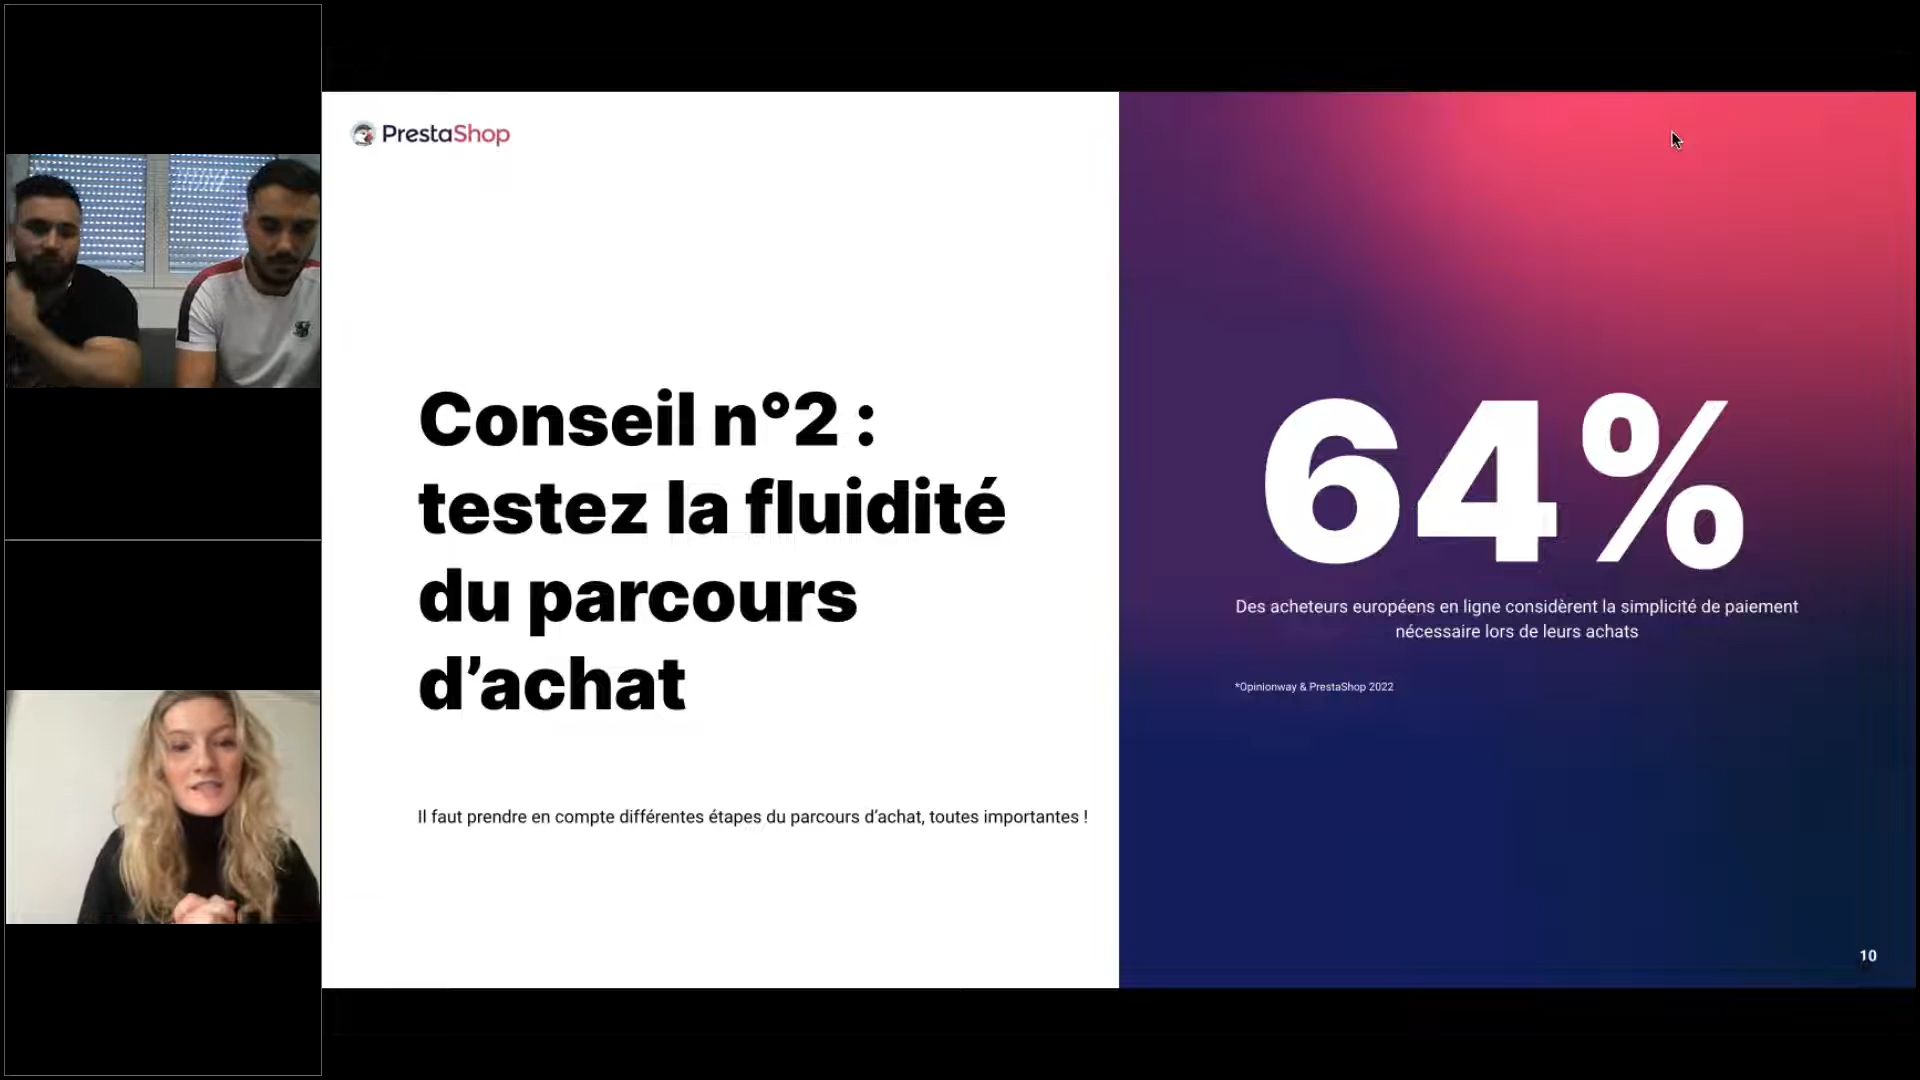 PrestaShop
Conseil n°2 :
testez la fluidité
du parcours
d’achat
Il faut prendre en compte différentes étapes du parcours d’achat, toutes importantes !
64%
Des acheteurs européens en ligne considèrent la simplicité de paiement
nécessaire lors de leurs achats
*Opinionway & PrestaShop 2022
10